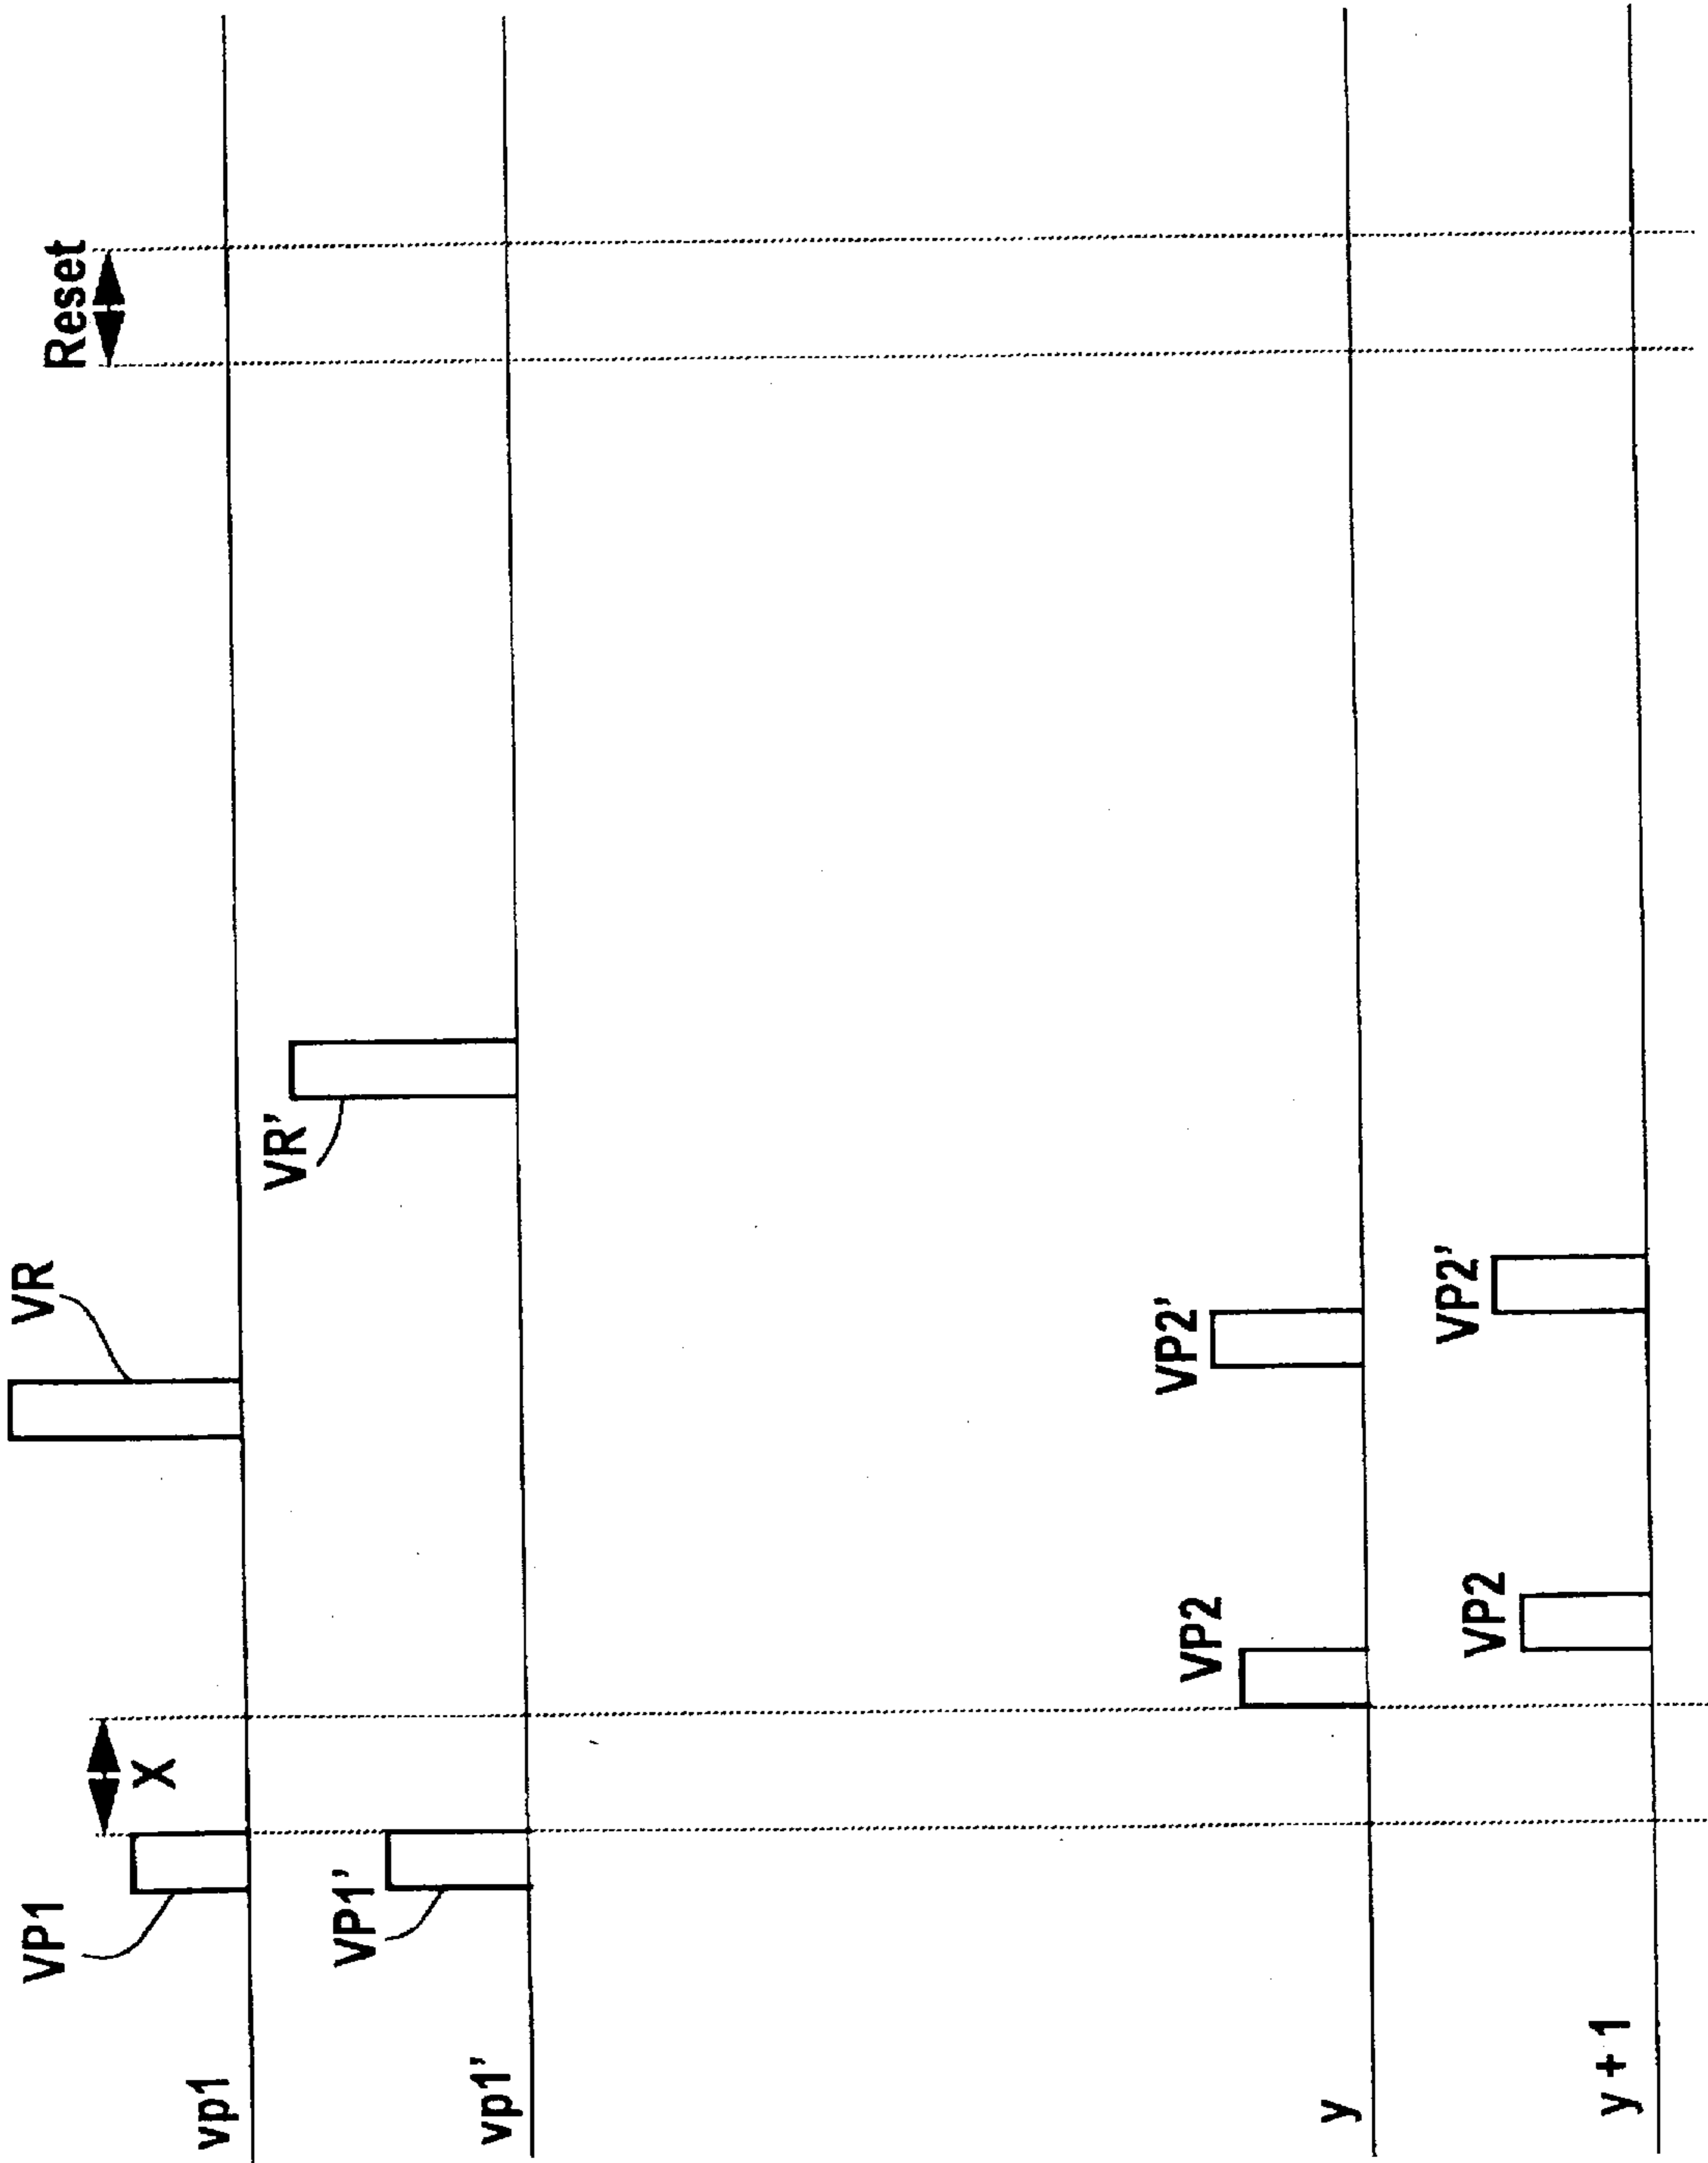 Reset
VR
X
VP1
vp1
VR'
VP1'
vp1'
VP2'
VP2
y
VP2'
VP2
y + 1